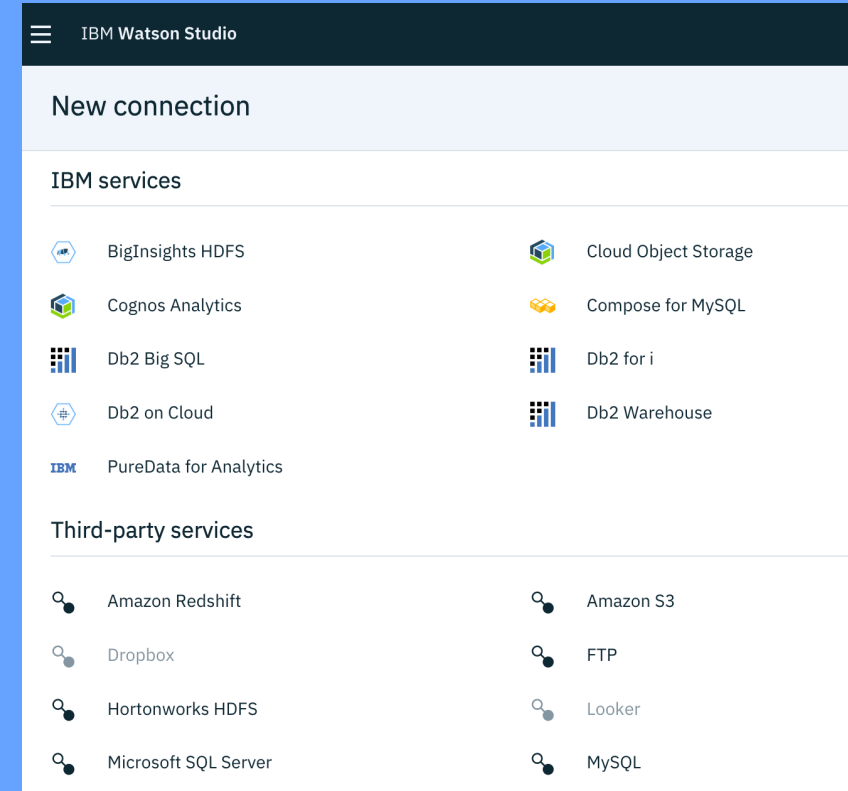 IBM Watson Studio
New connection
IBM services
BigInsights HDFS Cloud Object Storage
Cognos Analytics Compose for MySQL
Db2 Big SQL Db2 for i
Db2 on Cloud Db2 Warehouse
IBM PureData for Analytics
Third-party services
Amazon Redshift Amazon S3
Dropbox FTP
Hortonworks HDFS Looker
Microsoft SQL Server MySQL